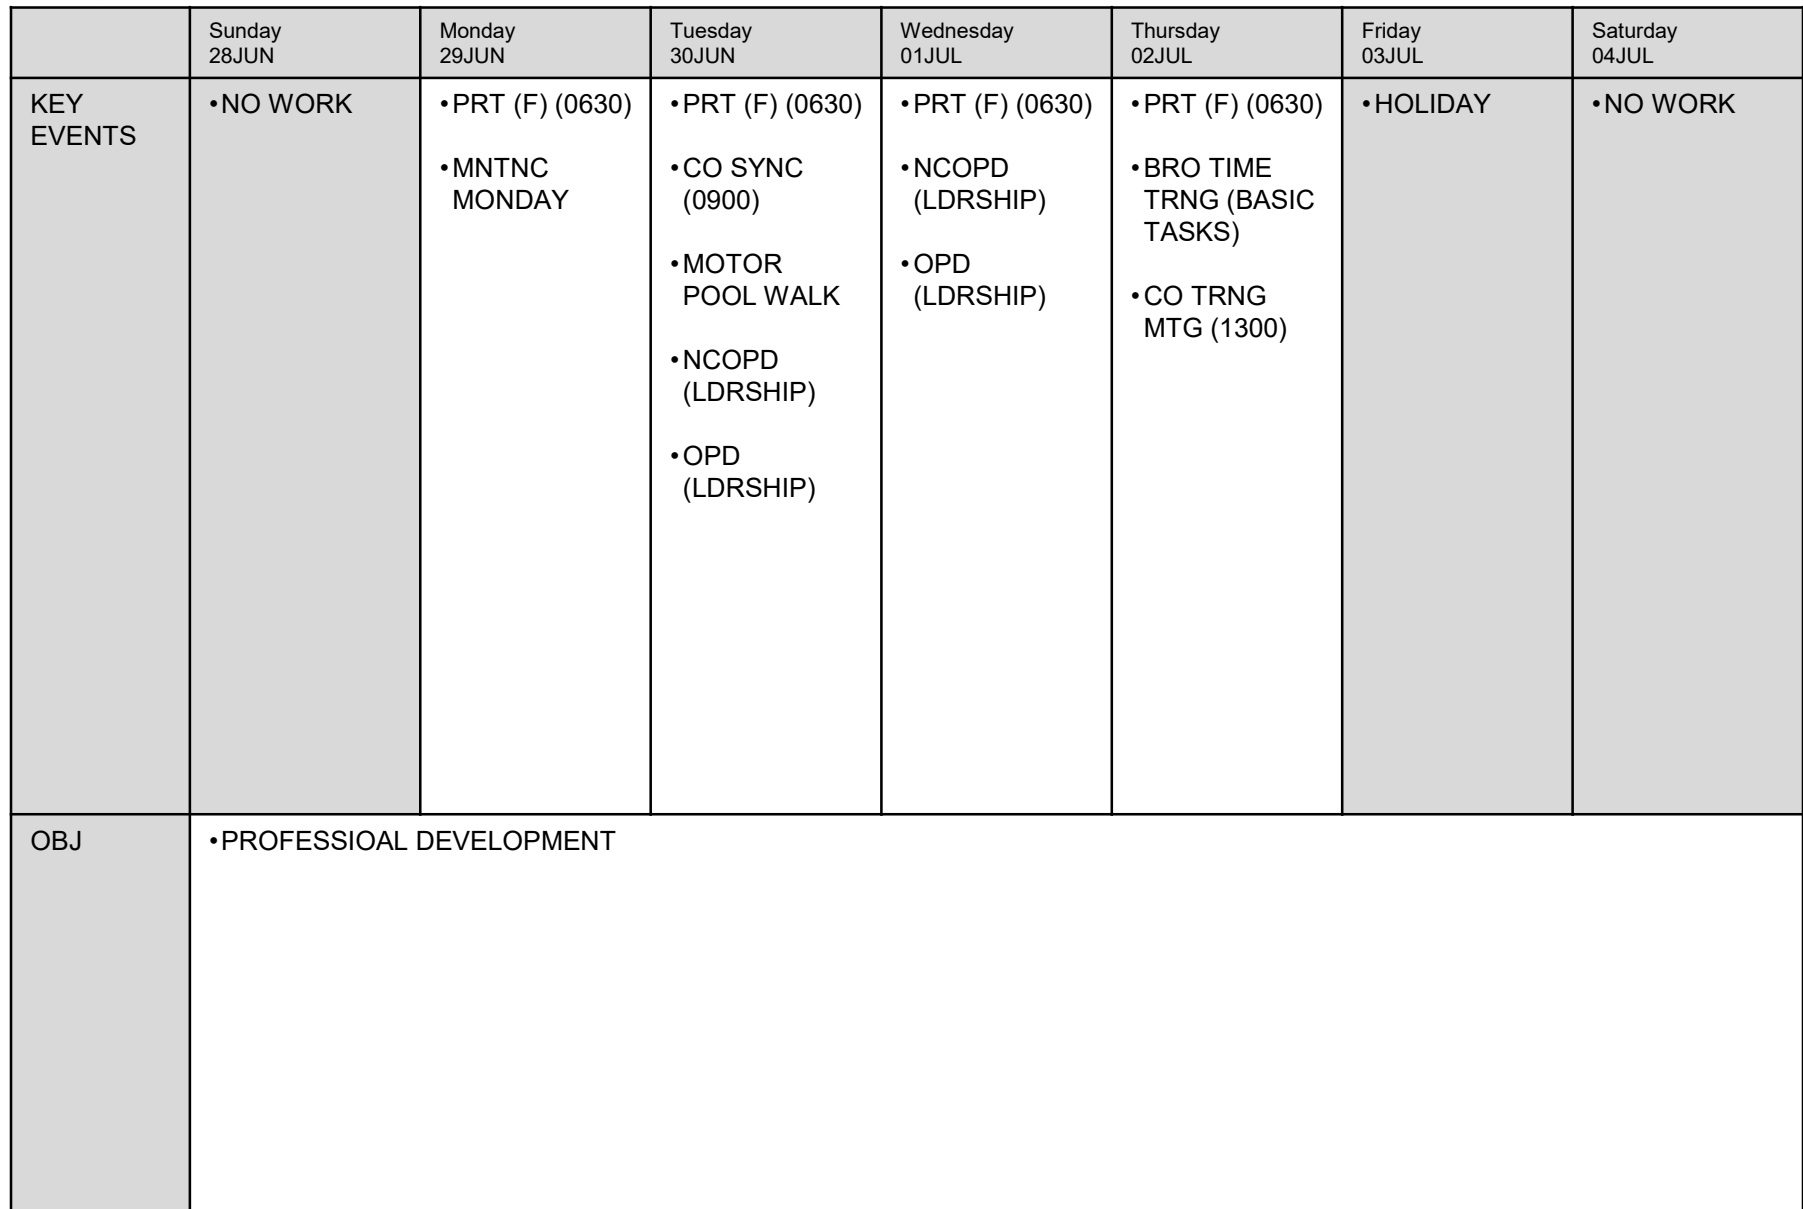 Sunday
28JUN
Monday
29JUN
Tuesday
30JUN
Wednesday
01JUL
Thursday
02JUL
Friday
03JUL
Saturday
04JUL
KEY
EVENTS
•NO WORK
•PRT (F) (0630)
•MNTNC
MONDAY
•PRT (F) (0630)
•CO SYNC
(0900)
•MOTOR
POOL WALK
•NCOPD
(LDRSHIP)
•OPD
(LDRSHIP)
•PRT (F) (0630)
•NCOPD
(LDRSHIP)
•OPD
(LDRSHIP)
•PRT (F) (0630)
•BRO TIME
TRNG (BASIC
TASKS)
•CO TRNG
MTG (1300)
•HOLIDAY
•NO WORK
OBJ
•PROFESSIOAL DEVELOPMENT